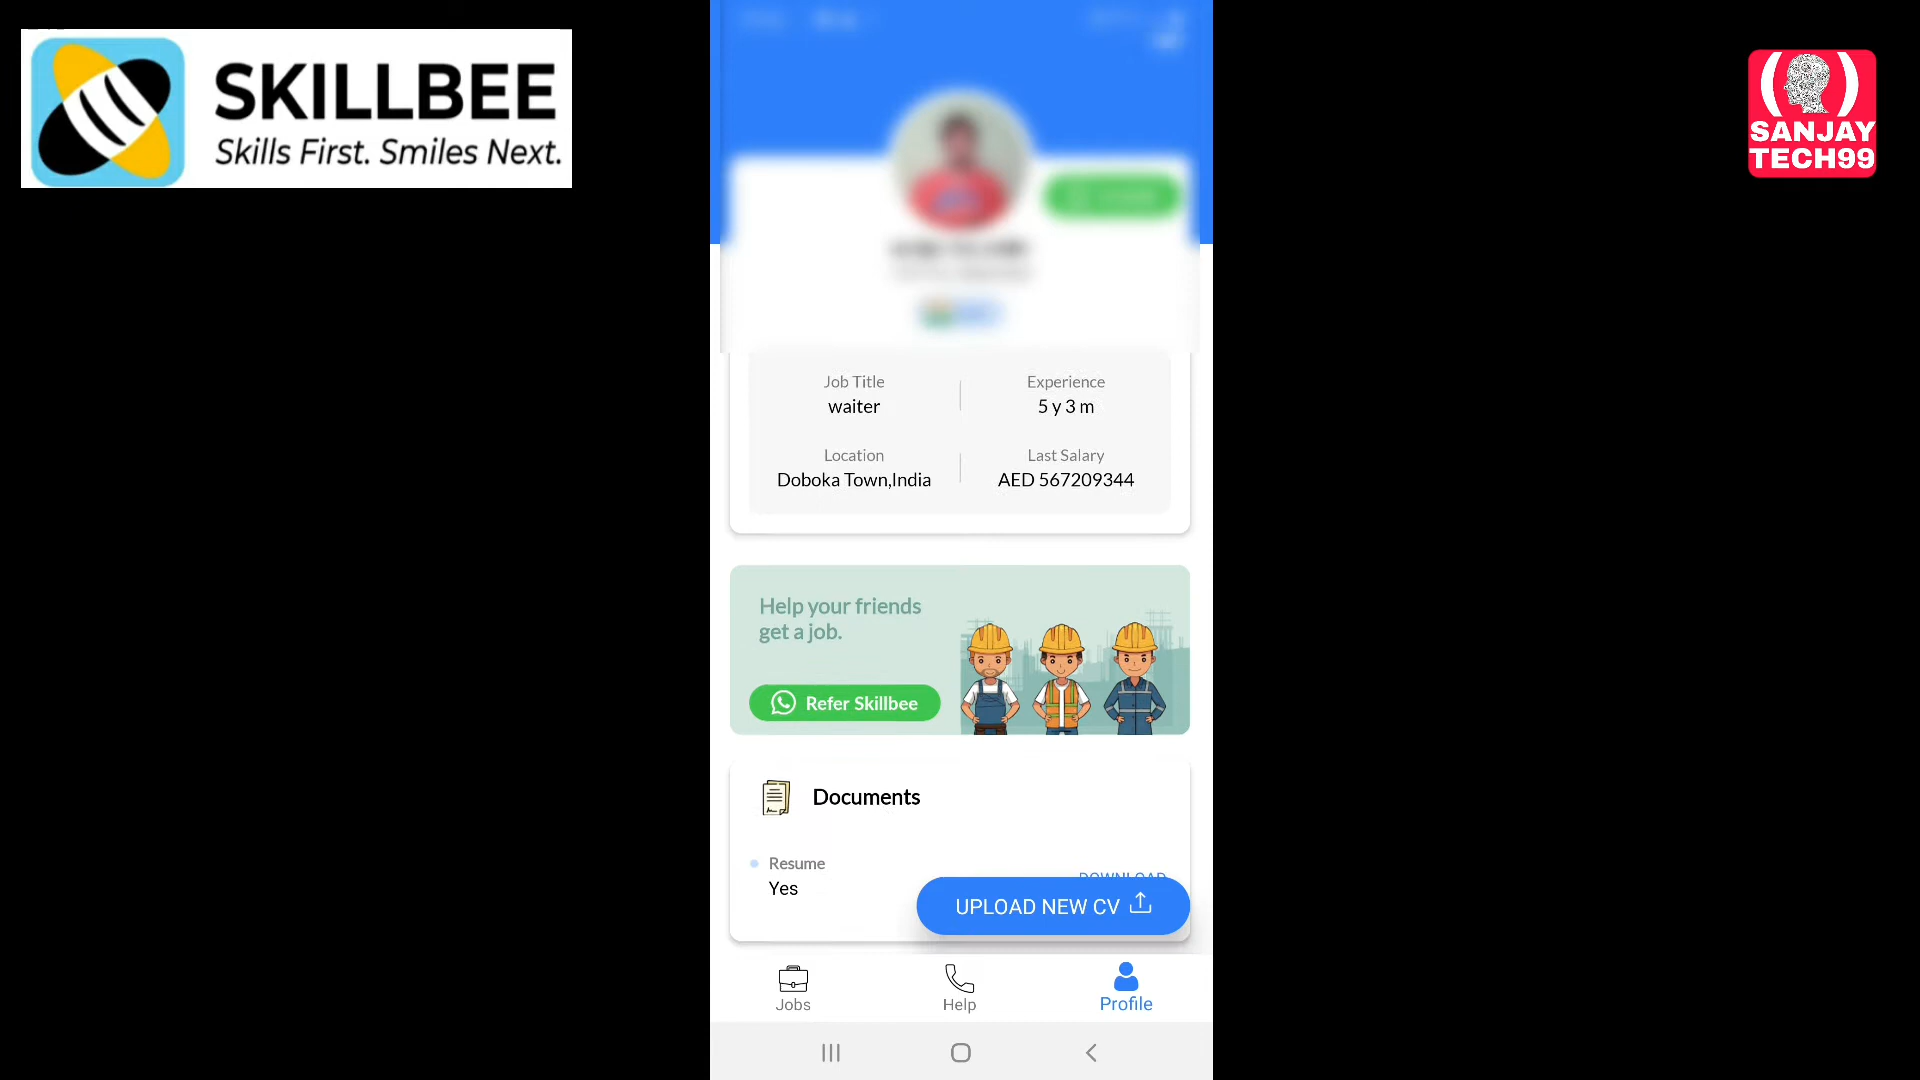 SKILLBEE
Skills First. Smiles Next.
SANJAY
TECH99
Job Title
waiter
Experience
5 y 3 m
Location
Doboka Town,India
Last Salary
AED 567209344
Help your friends
get a job.
Refer Skillbee
Documents
Resume
Yes
DOWNLOAD
UPLOAD NEW CV
Jobs
Help
Profile